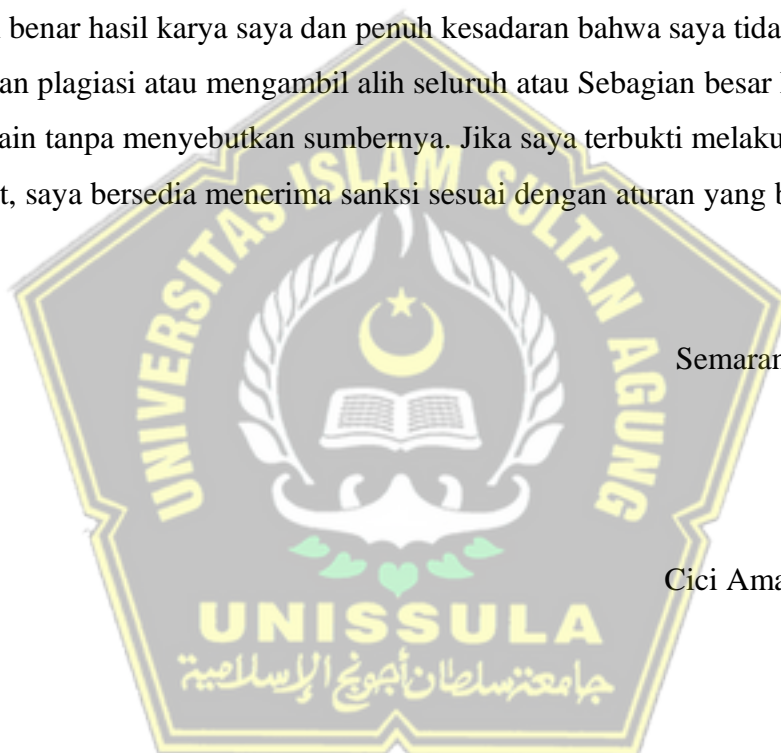 benar hasil karya saya dan penuh kesadaran bahwa saya tida
an plagiasi atau mengambil alih seluruh atau Sebagian besar
ain tanpa menyebutkan sumbernya. Jika saya terbukti melaku
t, saya bersedia menerima sanksi sesuai dengan aturan yang b
UNIVERSITAS ISLAM SULTAN AGUNG
Semaran
Cici Ama
UNISSULA
جامعة سلطان أجونج الإسلامية